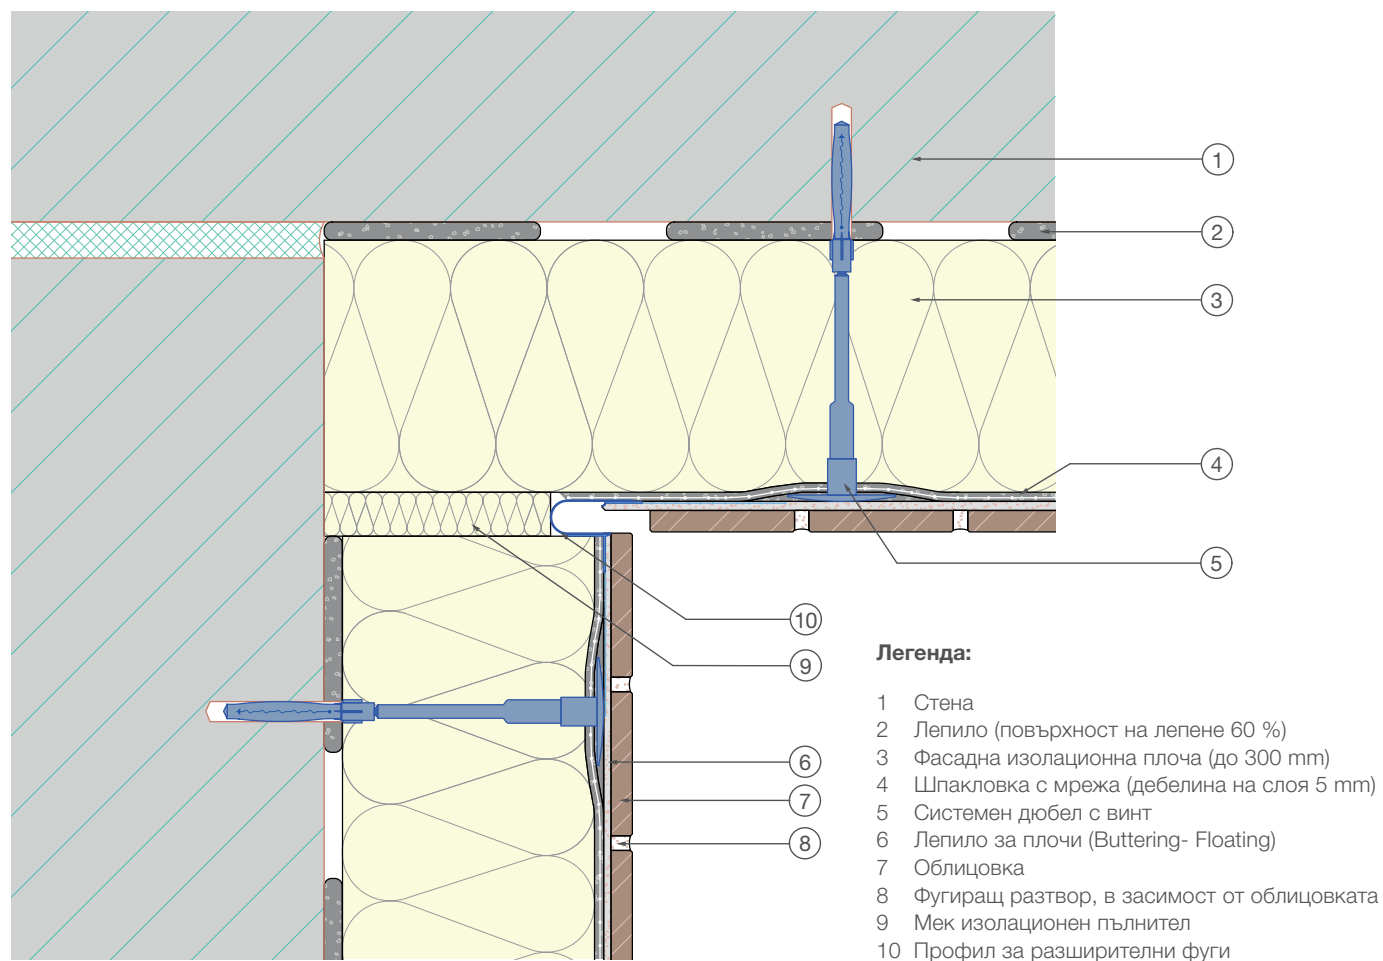 1
2
3
4
5
10
9
6
7
8
Легенда:
1 Стена
2 Лепило (повърхност на лепене 60 %)
3 Фасадна изолационна плоча (до 300 mm)
4 Шпакловка с мрежа (дебелина на слоя 5 mm)
5 Системен дюбел с винт
6 Лепило за плочи (Buttering- Floating)
7 Облицовка
8 Фугиращ разтвор, в засимост от облицовката
9 Мек изолационен пълнител
10 Профил за разширителни фуги